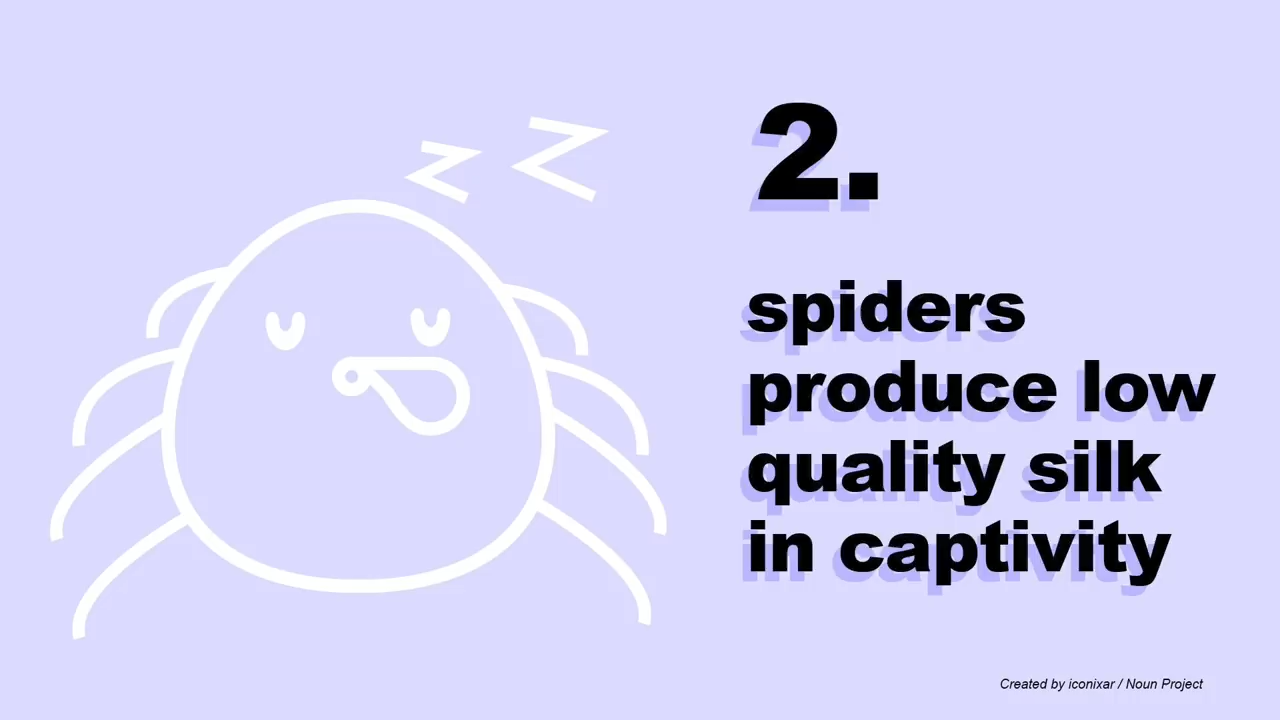 z z
2.
spiders
produce low
quality silk
in captivity
Created by iconixar / Noun Project